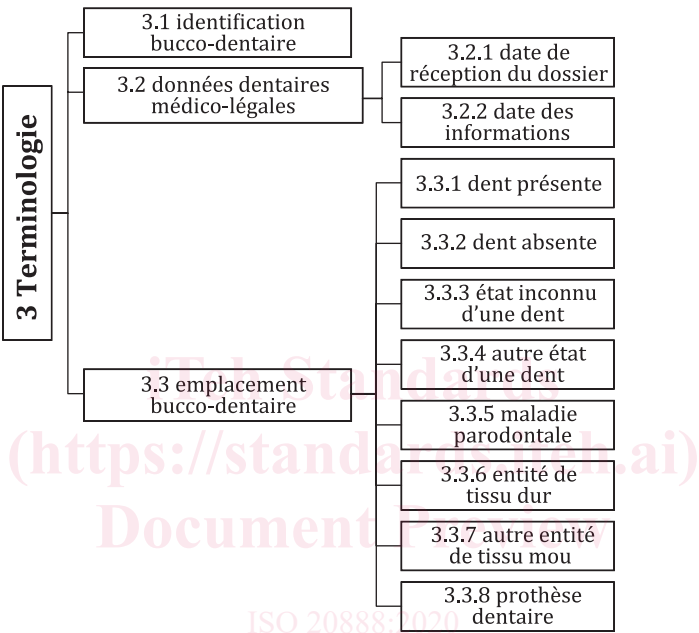 3 Terminologie
3.1 identification
bucco-dentaire
3.2 données dentaires
médico-légales
3.2.1 date de
réception du dossier
3.2.2 date des
informations
3.3 emplacement
bucco-dentaire
3.3.1 dent présente
3.3.2 dent absente
3.3.3 état inconnu
d’une dent
3.3.4 autre état
d’une dent
3.3.5 maladie
parodontale
3.3.6 entité de
tissu dur
3.3.7 autre entité
de tissu mou
3.3.8 prothèse
dentaire
iTeh Standards
(https://standards.iteh.ai)
Document Preview
ISO 20888:2020